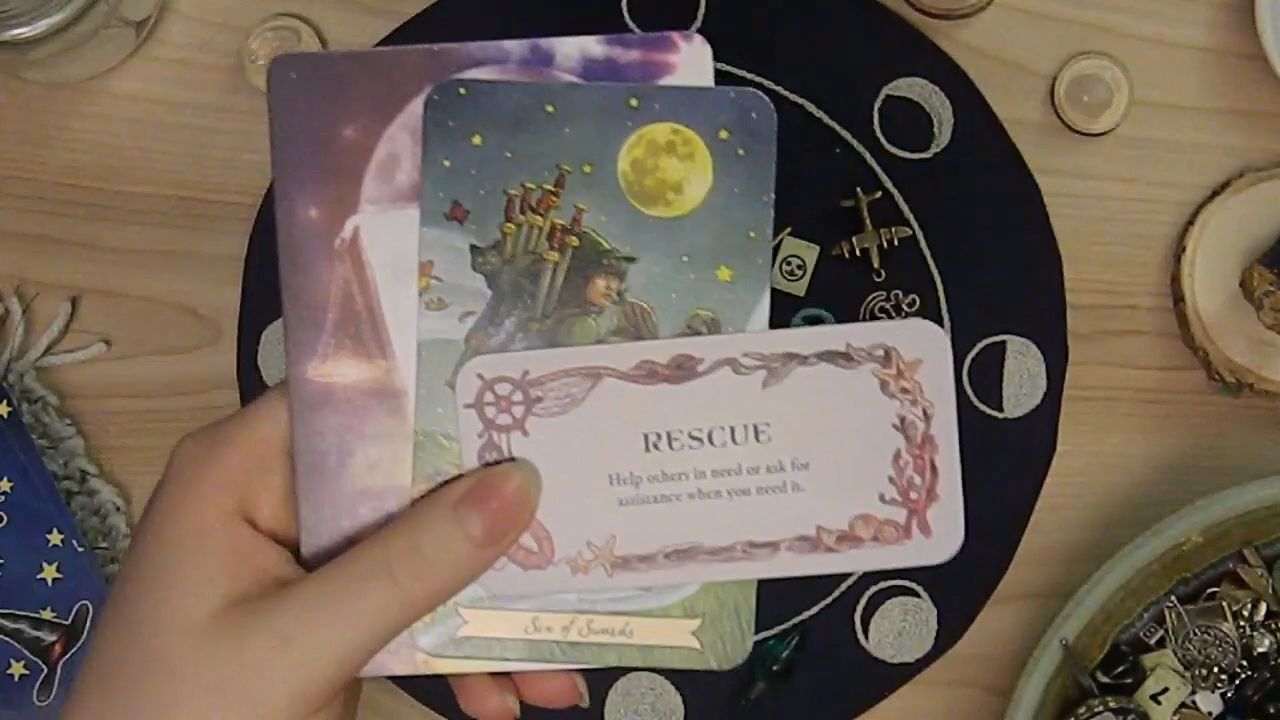 RESCUE
Help others in need or ask for
assistance when you need it.
Six of Swords